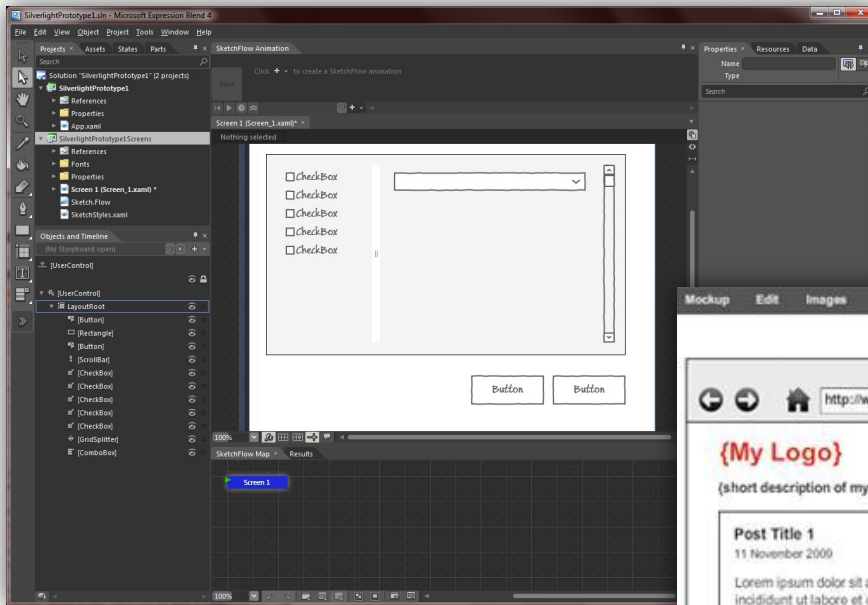 SilverlightPrototype1.sln - Microsoft Expression Blend 4
File Edit View Object Project Tools Window Help
Projects × Assets States Parts
Search
Solution "SilverlightPrototype1" (2 projects)
SilverlightPrototype1
References
Properties
App.xaml
SilverlightPrototype1Screens
References
Fonts
Properties
Screen 1 (Screen_1.xaml) *
Sketch.Flow
SketchStyles.xaml
Objects and Timeline
(No Storyboard open)
[UserControl]
[UserControl]
LayoutRoot
[Button]
[Rectangle]
[Button]
[ScrollBar]
[CheckBox]
[CheckBox]
[CheckBox]
[CheckBox]
[CheckBox]
[GridSplitter]
[ComboBox]
SketchFlow Animation
Base
Click + to create a SketchFlow animation
Screen 1 (Screen_1.xaml)* ×
Nothing selected
CheckBox
CheckBox
CheckBox
CheckBox
CheckBox
Button Button
100%
SketchFlow Map × Results
Screen 1
100%
Properties × Resources Data
Name
Type
Search
Mockup Edit Images
http://w
{My Logo}
{short description of my
Post Title 1
11 November 2009
Lorem ipsum dolor sit a
incididunt ut labore et